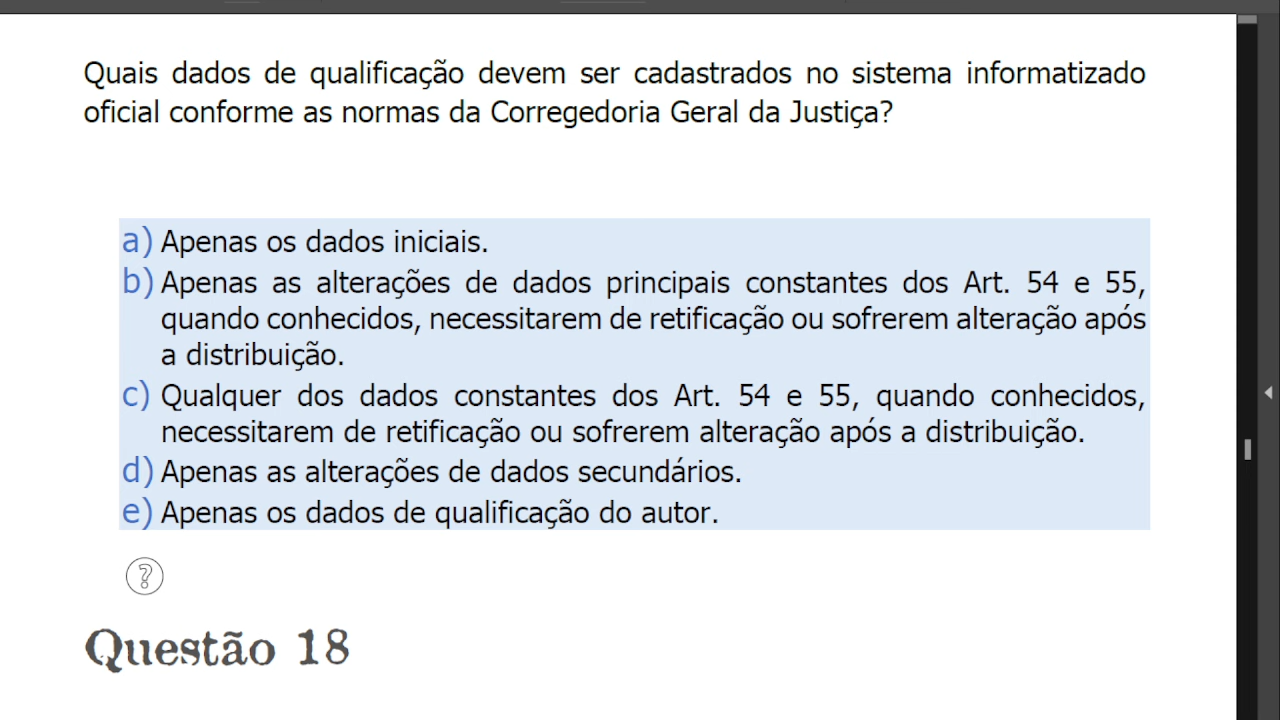 Quais dados de qualificação devem ser cadastrados no sistema informatizado
oficial conforme as normas da Corregedoria Geral da Justiça?
a) Apenas os dados iniciais.
b) Apenas as alterações de dados principais constantes dos Art. 54 e 55,
quando conhecidos, necessitarem de retificação ou sofrerem alteração após
a distribuição.
c) Qualquer dos dados constantes dos Art. 54 e 55, quando conhecidos,
necessitarem de retificação ou sofrerem alteração após a distribuição.
d) Apenas as alterações de dados secundários.
e) Apenas os dados de qualificação do autor.
?
Questão 18